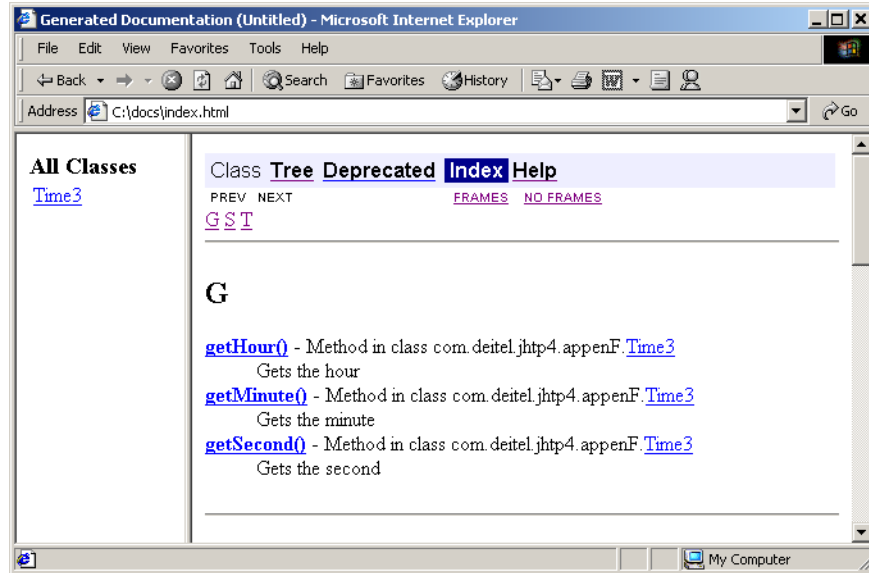 Generated Documentation (Untitled) - Microsoft Internet Explorer
File Edit View Favorites Tools Help
Back Search Favorites History
Address C:\docs\index.html Go
All Classes
Time3
Class Tree Deprecated Index Help
PREV NEXT FRAMES NO FRAMES
G S T
G
getHour() - Method in class com.deitel.jhtp4.appenF.Time3
Gets the hour
getMinute() - Method in class com.deitel.jhtp4.appenF.Time3
Gets the minute
getSecond() - Method in class com.deitel.jhtp4.appenF.Time3
Gets the second
My Computer